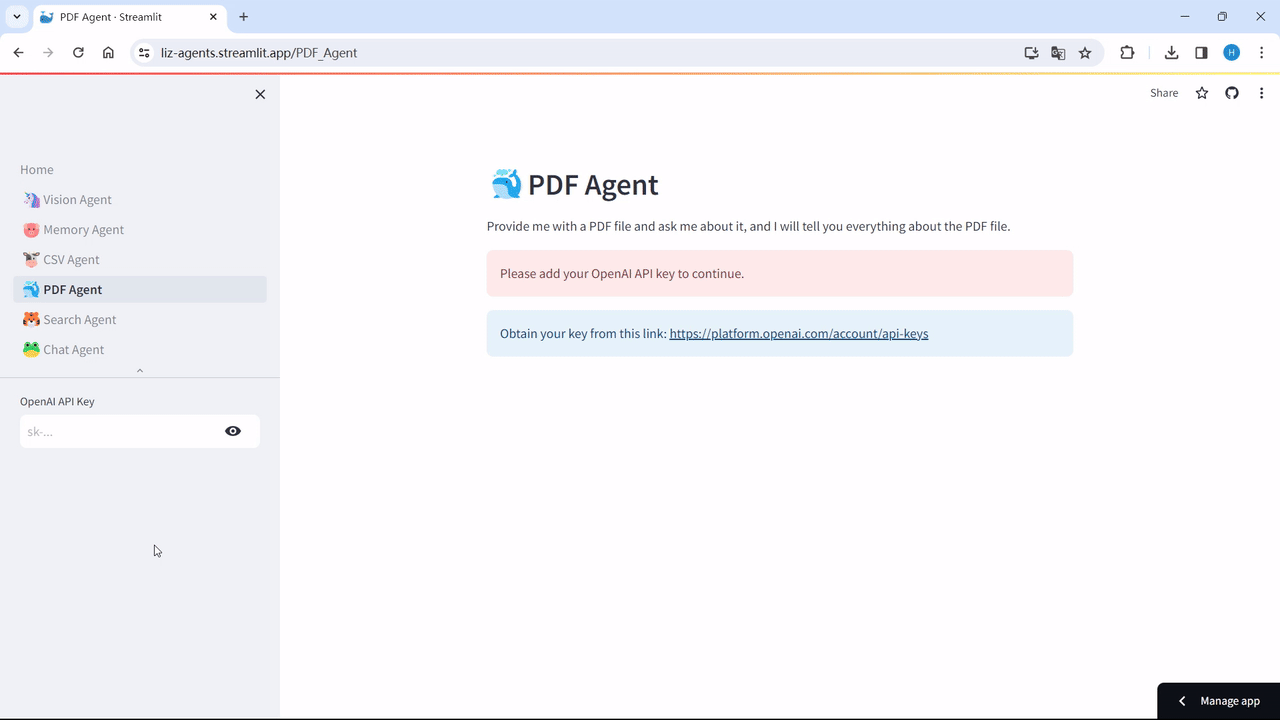 PDF Agent · Streamlit
liz-agents.streamlit.app/PDF_Agent
H
Share
Home
Vision Agent
Memory Agent
CSV Agent
PDF Agent
Search Agent
Chat Agent
OpenAI API Key
sk-...
PDF Agent
Provide me with a PDF file and ask me about it, and I will tell you everything about the PDF file.
Please add your OpenAI API key to continue.
Obtain your key from this link: https://platform.openai.com/account/api-keys
Manage app